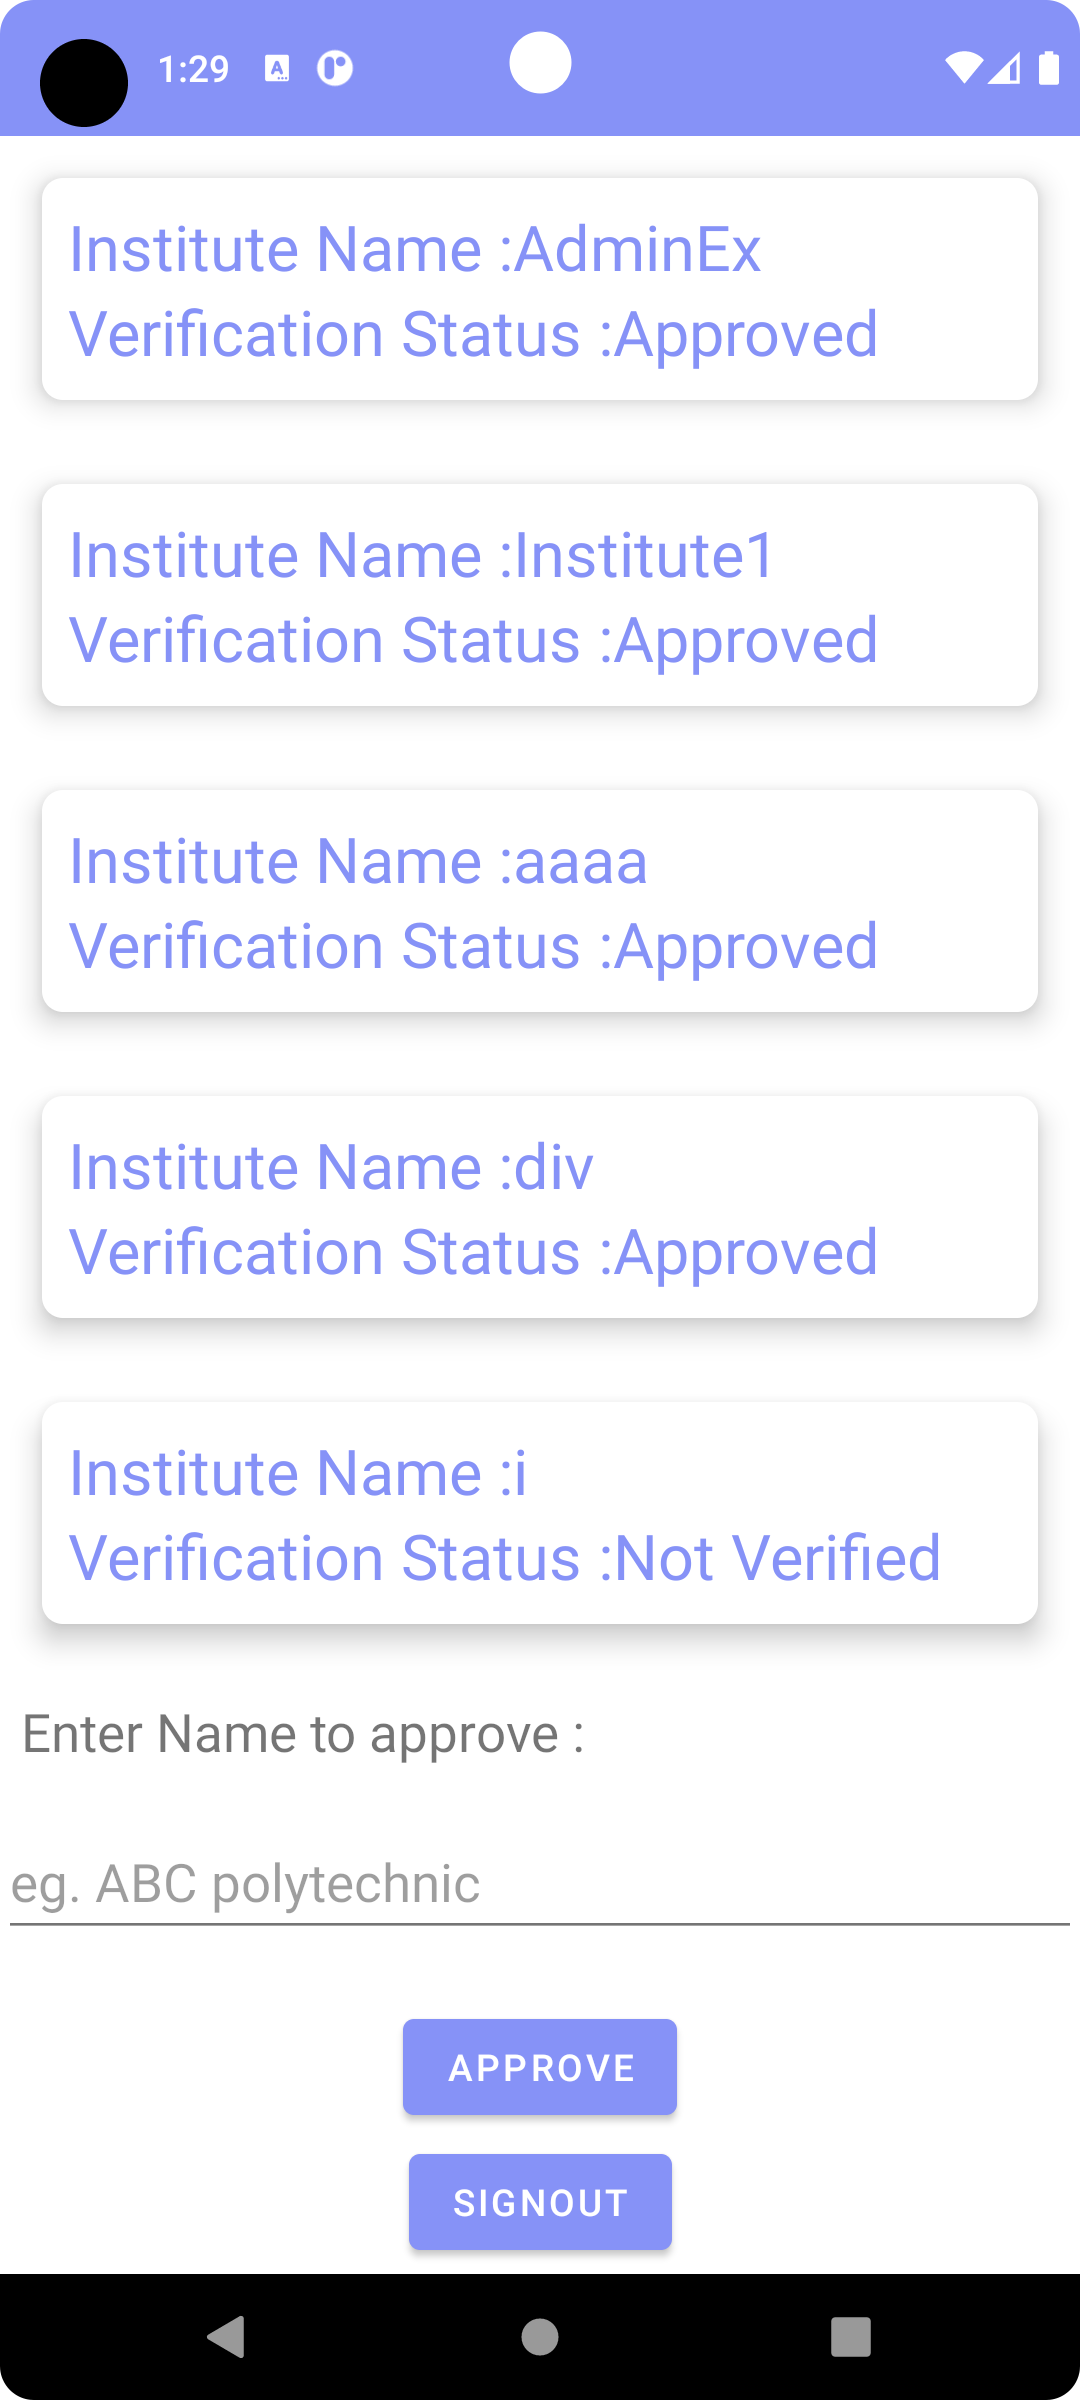 1:29
Institute Name :AdminEx
Verification Status :Approved
Institute Name :Institute1
Verification Status :Approved
Institute Name :aaaa
Verification Status :Approved
Institute Name :div
Verification Status :Approved
Institute Name :i
Verification Status :Not Verified
Enter Name to approve :
eg. ABC polytechnic
APPROVE
SIGNOUT